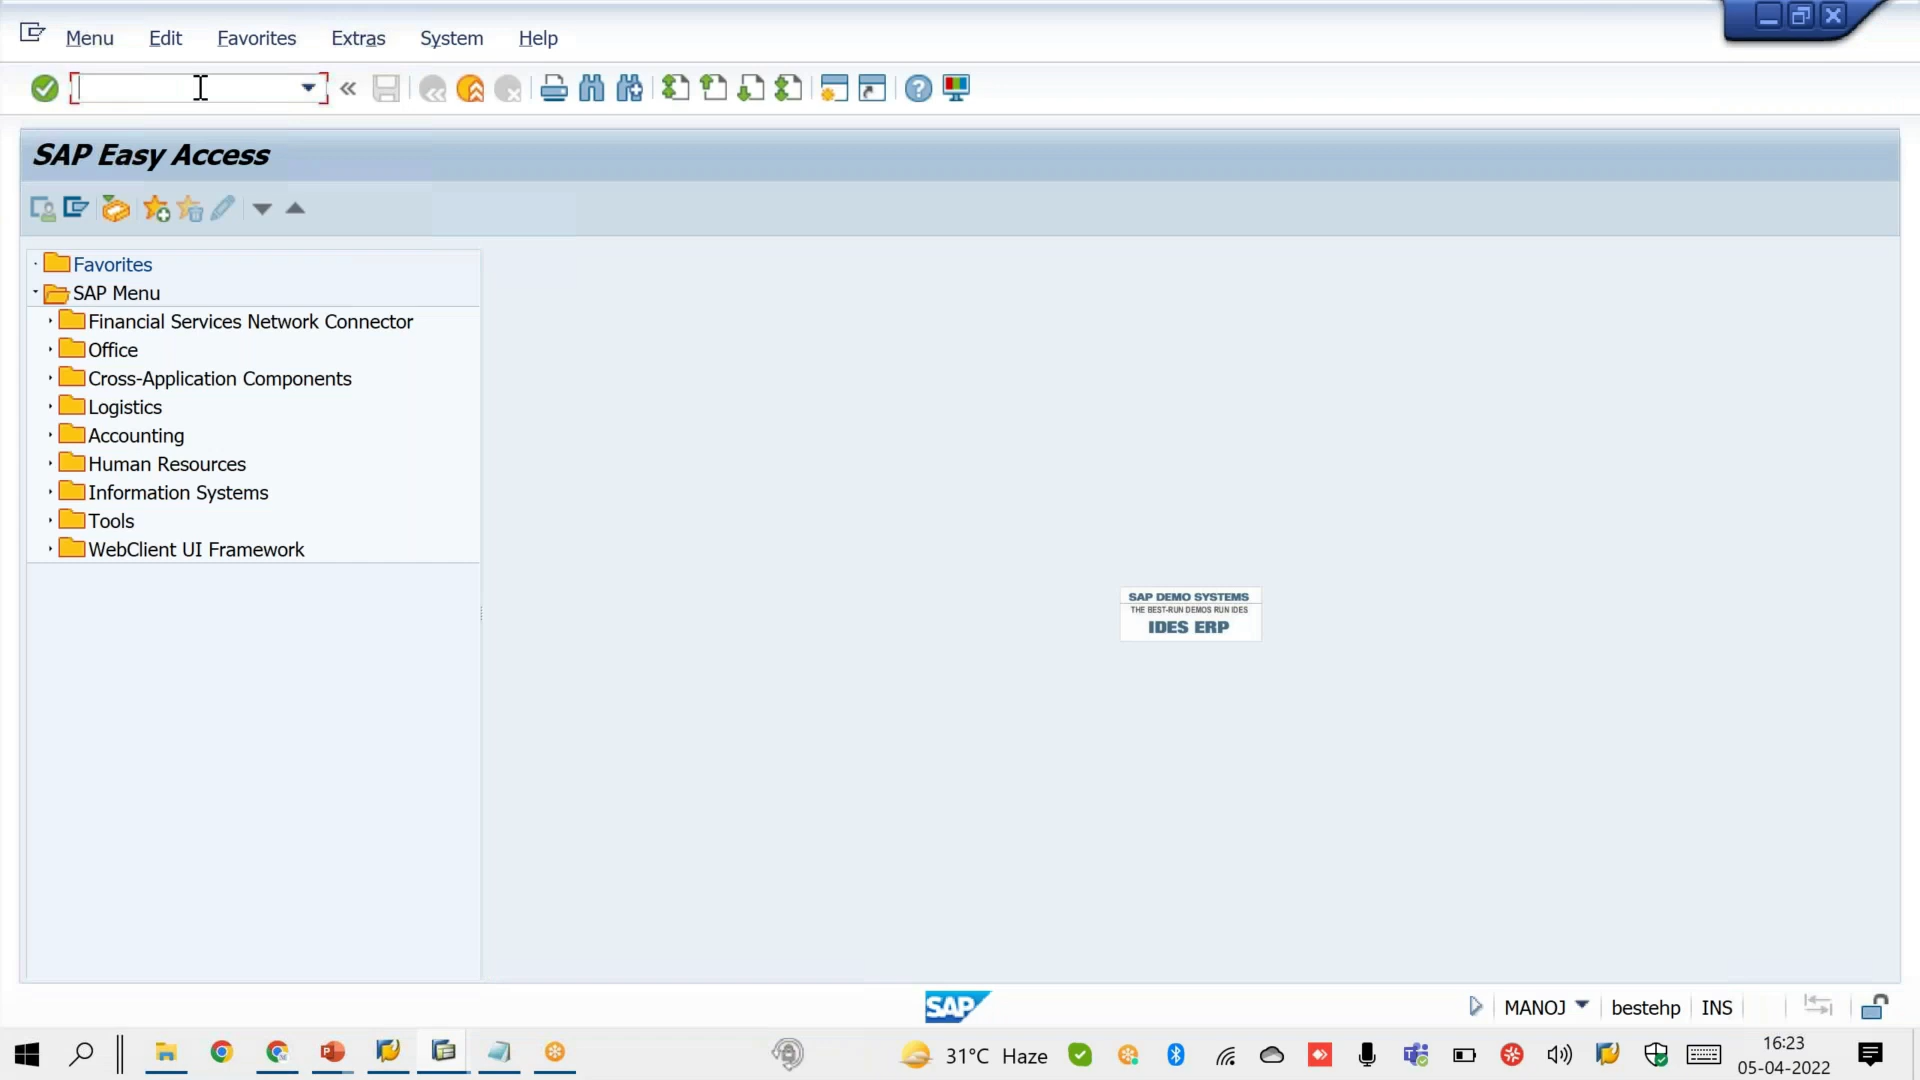 Menu Edit Favorites Extras System Help
SAP Easy Access
Favorites
SAP Menu
Financial Services Network Connector
Office
Cross-Application Components
Logistics
Accounting
Human Resources
Information Systems
Tools
WebClient UI Framework
SAP DEMO SYSTEMS
THE BEST-RUN DEMOS RUN IDES
IDES ERP
SAP MANOJ bestehp INS
31°C Haze 16:23
05-04-2022